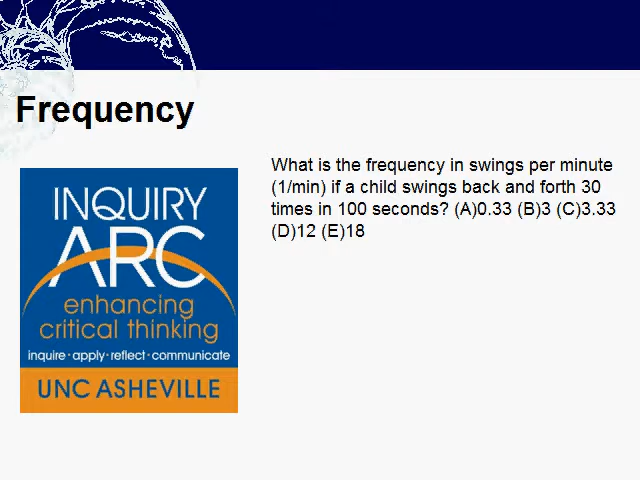 Frequency
What is the frequency in swings per minute
(1/min) if a child swings back and forth 30
times in 100 seconds? (A)0.33 (B)3 (C)3.33
(D)12 (E)18
INQUIRY
ARC
enhancing
critical thinking
inquire · apply · reflect · communicate
UNC ASHEVILLE